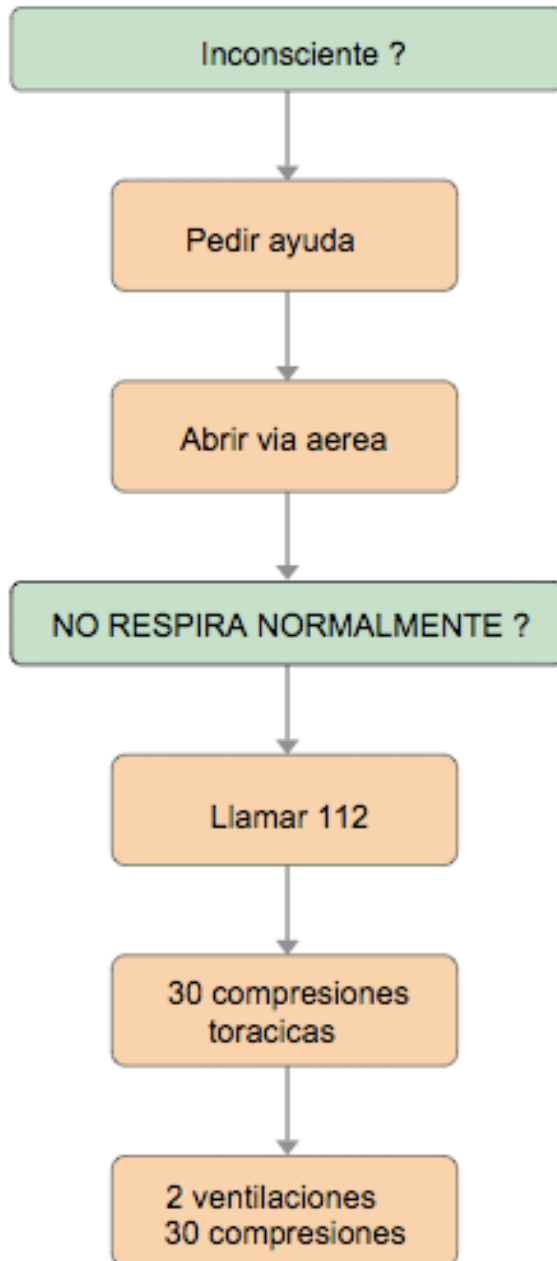 Inconsciente ?
Pedir ayuda
Abrir via aerea
NO RESPIRA NORMALMENTE ?
Llamar 112
30 compresiones
toracicas
2 ventilaciones
30 compresiones